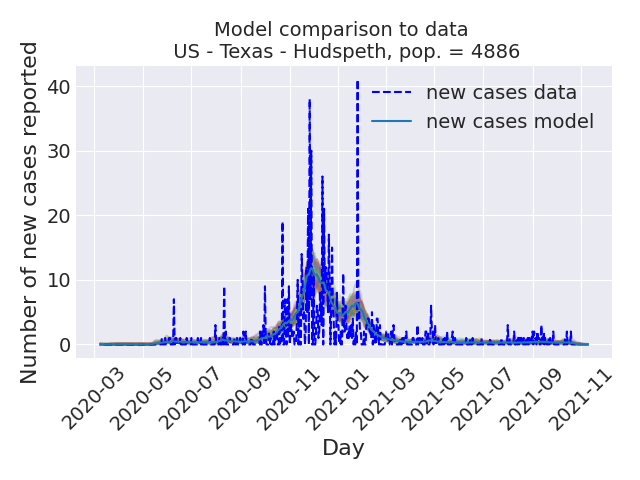 Model comparison to data
US - Texas - Hudspeth, pop. = 4886
Number of new cases reported
40
30
20
10
0
new cases data
new cases model
2020-03
2020-05
2020-07
2020-09
2020-11
2021-01
2021-03
2021-05
2021-07
2021-09
2021-11
Day